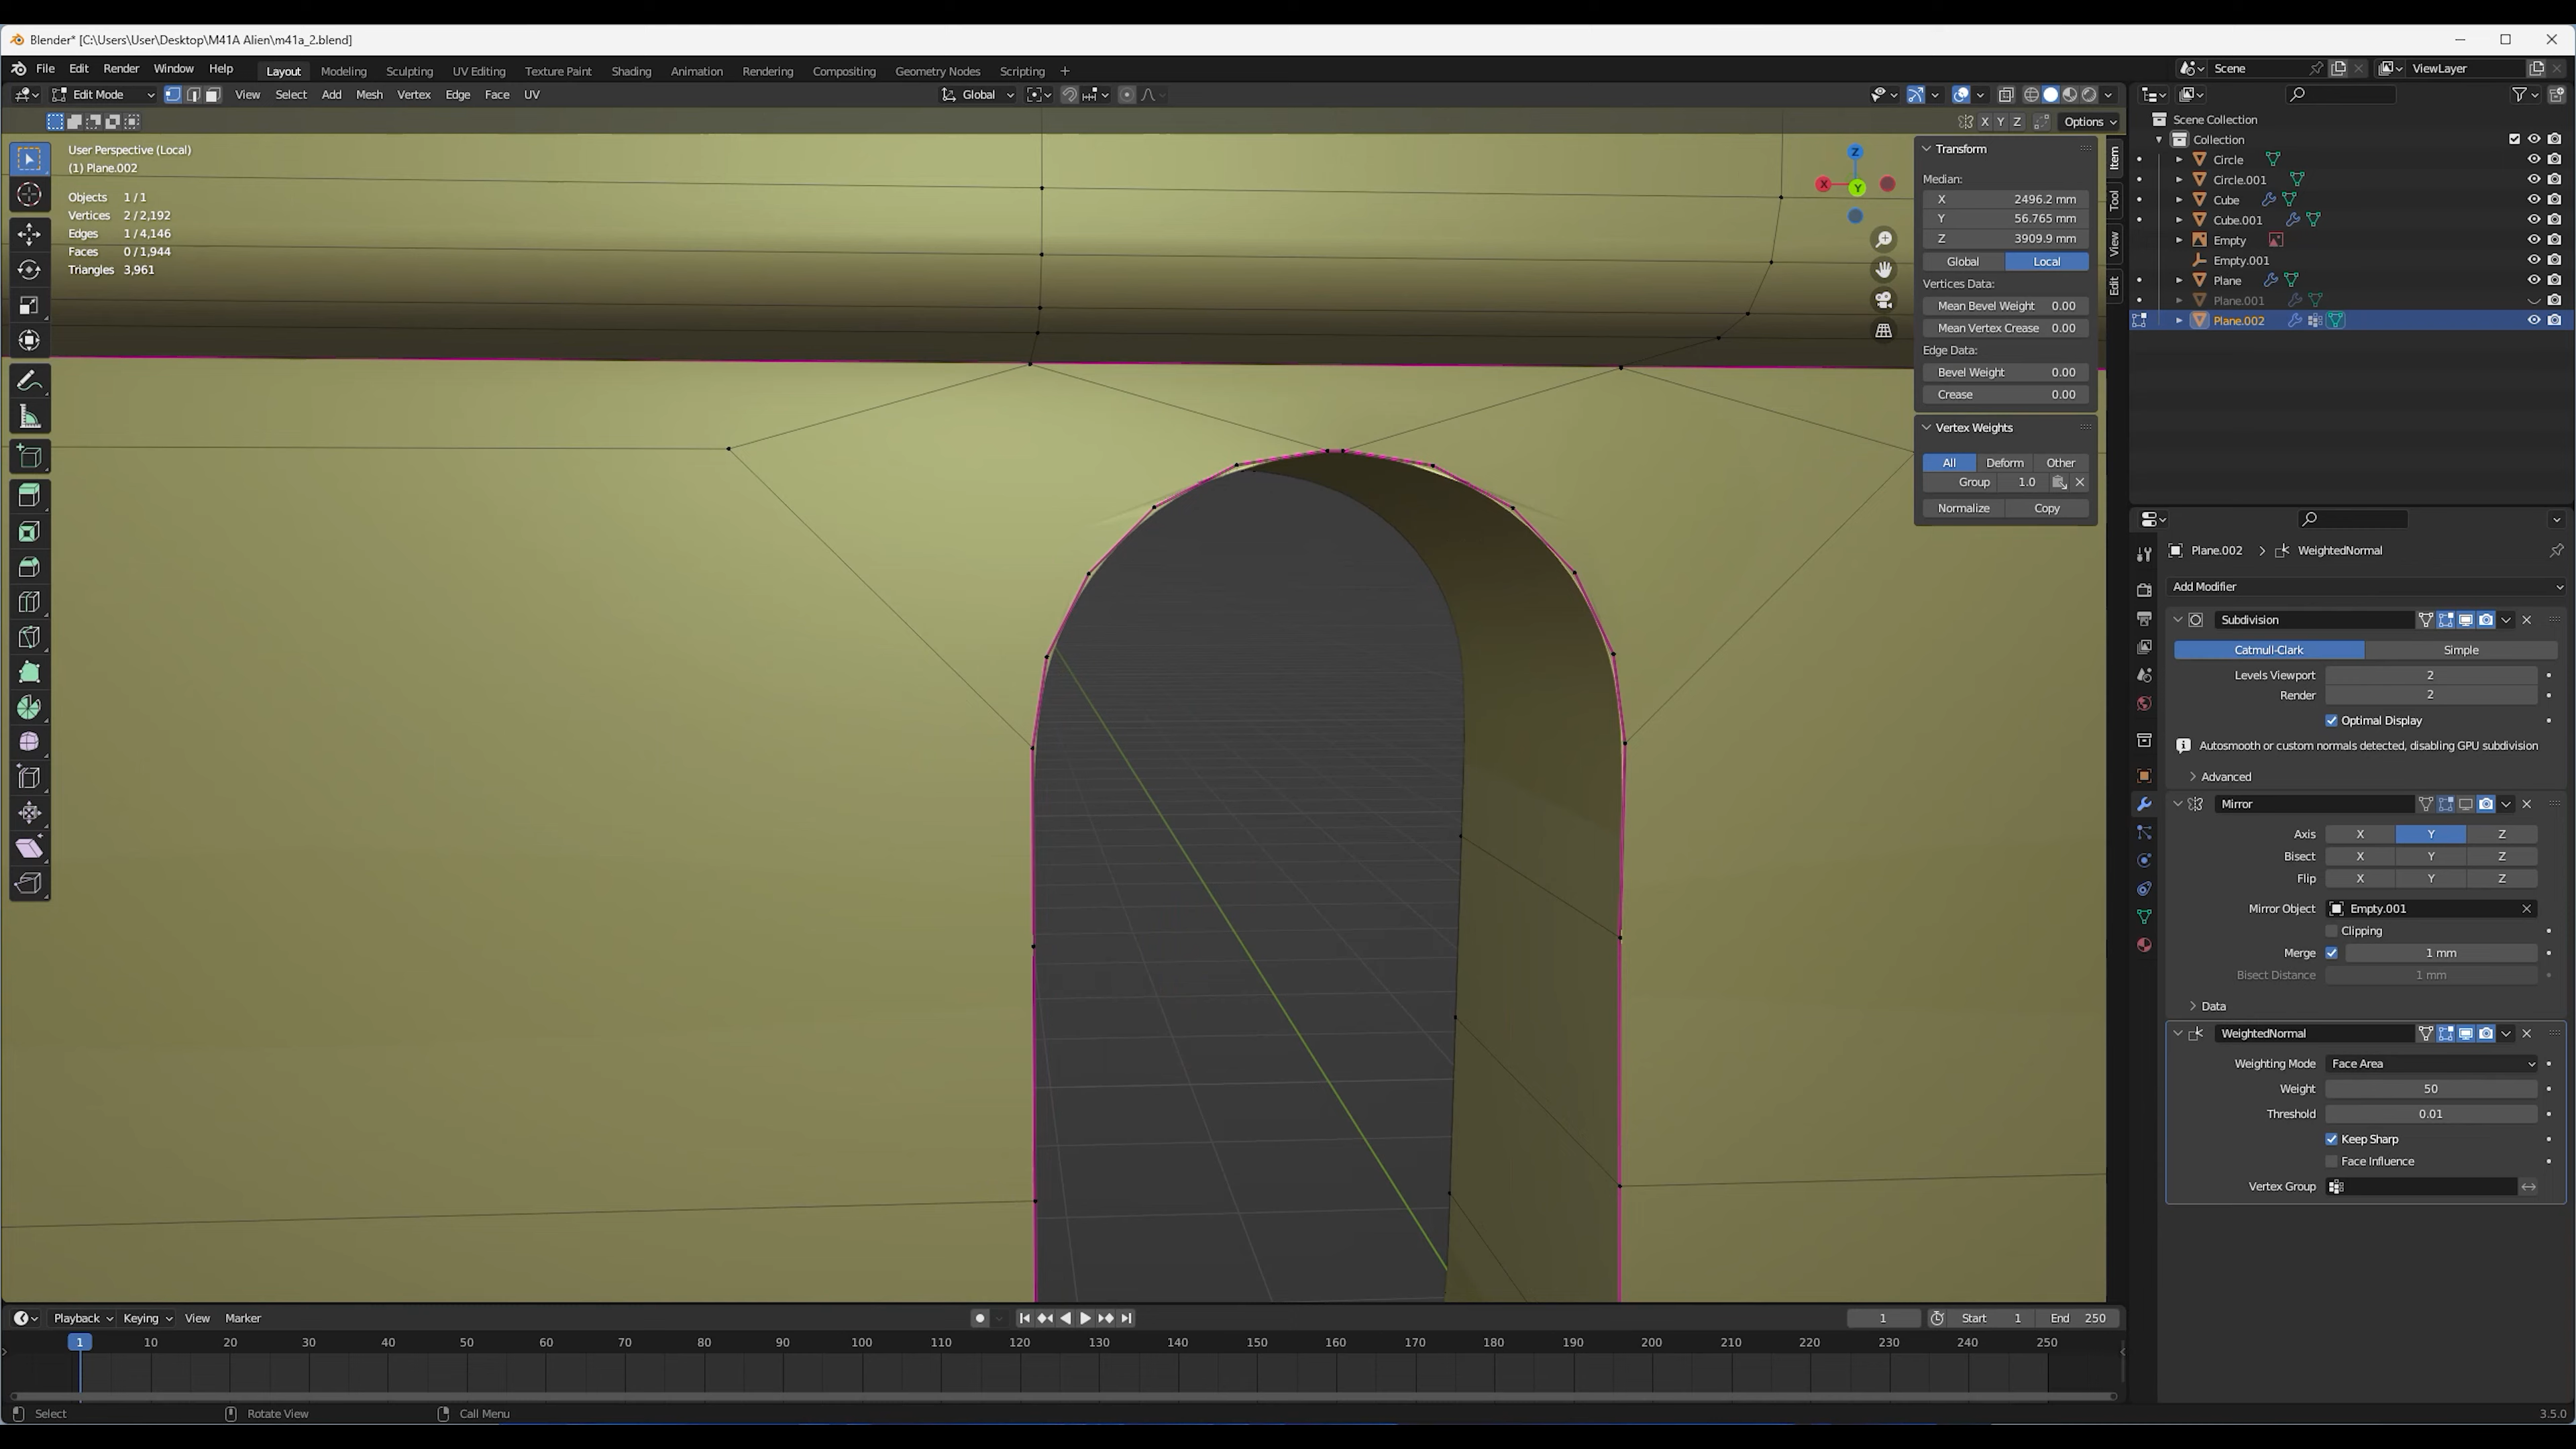 Blender* [C:\Users\User\Desktop\M41A Alien\m41a_2.blend]
File Edit Render Window Help Layout Modeling Sculpting UV Editing Texture Paint Shading Animation Rendering Compositing Geometry Nodes Scripting + Scene ViewLayer
Edit Mode View Select Add Mesh Vertex Edge Face UV Global
X Y Z Options
User Perspective (Local)
(1) Plane.002
Objects 1 / 1
Vertices 2 / 2,192
Edges 1 / 4,146
Faces 0 / 1,944
Triangles 3,961
Z
X
Y
Transform
Median:
X 2496.2 mm
Y 56.765 mm
Z 3909.9 mm
Global Local
Vertices Data:
Mean Bevel Weight 0.00
Mean Vertex Crease 0.00
Edge Data:
Bevel Weight 0.00
Crease 0.00
Vertex Weights
All Deform Other
Group 1.0
Normalize Copy
Item
Tool
View
Edit
Scene Collection
Collection
Circle
Circle.001
Cube
Cube.001
Empty
Empty.001
Plane
Plane.001
Plane.002
Plane.002 > WeightedNormal
Add Modifier
Subdivision
Catmull-Clark Simple
Levels Viewport 2
Render 2
Optimal Display
Autosmooth or custom normals detected, disabling GPU subdivision
Advanced
Mirror
Axis X Y Z
Bisect X Y Z
Flip X Y Z
Mirror Object Empty.001
Clipping
Merge 1 mm
Bisect Distance 1 mm
Data
WeightedNormal
Weighting Mode Face Area
Weight 50
Threshold 0.01
Keep Sharp
Face Influence
Vertex Group
Playback Keying View Marker 1 Start 1 End 250
1 10 20 30 40 50 60 70 80 90 100 110 120 130 140 150 160 170 180 190 200 210 220 230 240 250
Select Rotate View Call Menu 3.5.0